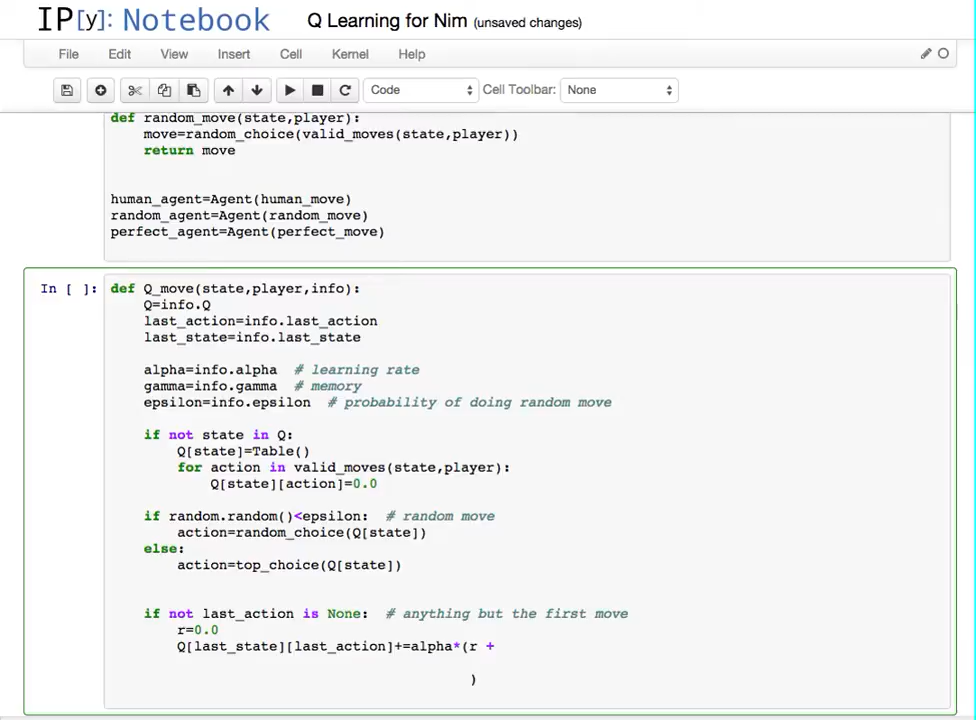 IP[y]: Notebook Q Learning for Nim (unsaved changes)
File Edit View Insert Cell Kernel Help
Code Cell Toolbar: None
def random_move(state,player):
    move=random_choice(valid_moves(state,player))
    return move
human_agent=Agent(human_move)
random_agent=Agent(random_move)
perfect_agent=Agent(perfect_move)
In [ ]: def Q_move(state,player,info):
    Q=info.Q
    last_action=info.last_action
    last_state=info.last_state
    alpha=info.alpha  # learning rate
    gamma=info.gamma  # memory
    epsilon=info.epsilon  # probability of doing random move
    if not state in Q:
        Q[state]=Table()
        for action in valid_moves(state,player):
            Q[state][action]=0.0
    if random.random()<epsilon:  # random move
        action=random_choice(Q[state])
    else:
        action=top_choice(Q[state])
    if not last_action is None:  # anything but the first move
        r=0.0
        Q[last_state][last_action]+=alpha*(r +
)